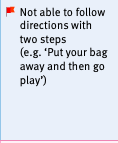 Not able to follow
directions with
two steps
(e.g. ‘Put your bag
away and then go
play’)